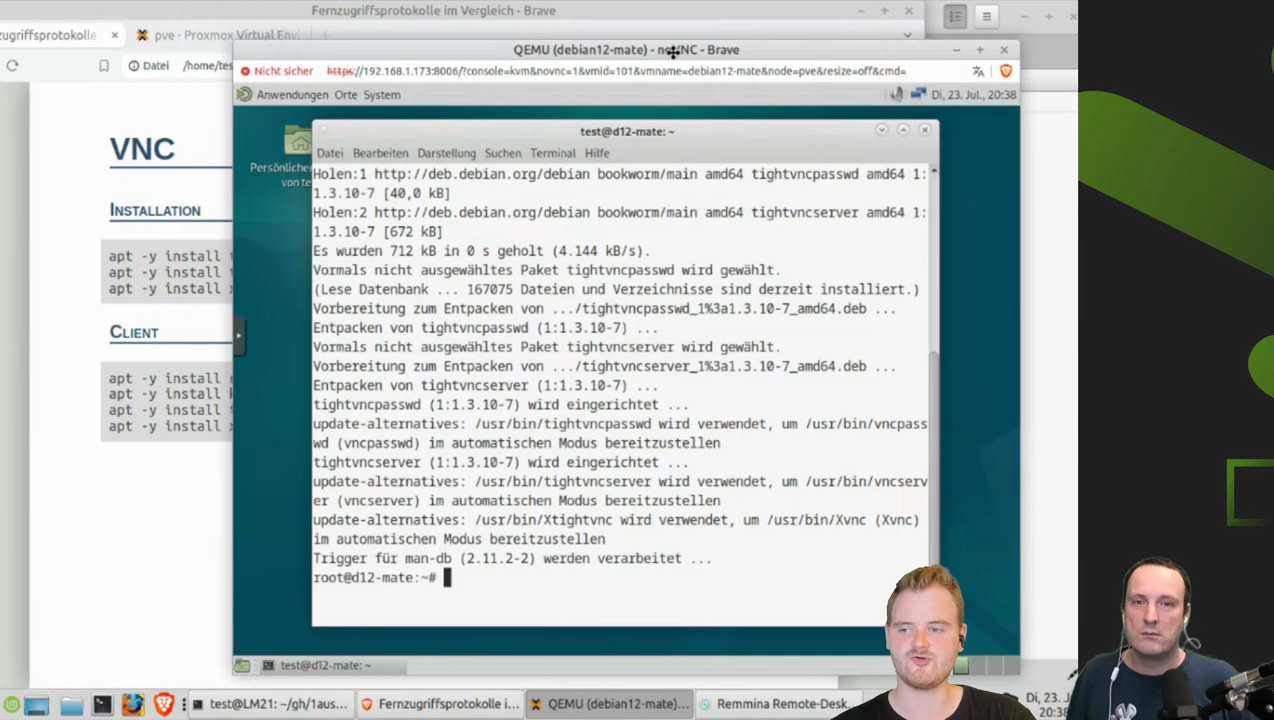 Fernzugriffsprotokolle im Vergleich - Brave
zugriffsprotokolle
pve - Proxmox Virtual Envi
Datei
/home/tes
QEMU (debian12-mate) - noVNC - Brave
Nicht sicher https://192.168.1.173:8006/?console=kvm&novnc=1&vmid=101&vmname=debian12-mate&node=pve&resize=off&cmd=
Anwendungen Orte System
Di, 23. Jul., 20:38
Persönlicher
von te
VNC
INSTALLATION
apt -y install t
apt -y install t
apt -y install x
CLIENT
apt -y install
apt -y install k
apt -y install t
apt -y install x
test@d12-mate: ~
Datei Bearbeiten Darstellung Suchen Terminal Hilfe
Holen:1 http://deb.debian.org/debian bookworm/main amd64 tightvncpasswd amd64 1:
1.3.10-7 [40,0 kB]
Holen:2 http://deb.debian.org/debian bookworm/main amd64 tightvncserver amd64 1:
1.3.10-7 [672 kB]
Es wurden 712 kB in 0 s geholt (4.144 kB/s).
Vormals nicht ausgewähltes Paket tightvncpasswd wird gewählt.
(Lese Datenbank ... 167075 Dateien und Verzeichnisse sind derzeit installiert.)
Vorbereitung zum Entpacken von .../tightvncpasswd_1%3a1.3.10-7_amd64.deb ...
Entpacken von tightvncpasswd (1:1.3.10-7) ...
Vormals nicht ausgewähltes Paket tightvncserver wird gewählt.
Vorbereitung zum Entpacken von .../tightvncserver_1%3a1.3.10-7_amd64.deb ...
Entpacken von tightvncserver (1:1.3.10-7) ...
tightvncpasswd (1:1.3.10-7) wird eingerichtet ...
update-alternatives: /usr/bin/tightvncpasswd wird verwendet, um /usr/bin/vncpass
wd (vncpasswd) im automatischen Modus bereitzustellen
tightvncserver (1:1.3.10-7) wird eingerichtet ...
update-alternatives: /usr/bin/tightvncserver wird verwendet, um /usr/bin/vncserv
er (vncserver) im automatischen Modus bereitzustellen
update-alternatives: /usr/bin/Xtightvnc wird verwendet, um /usr/bin/Xvnc (Xvnc)
im automatischen Modus bereitzustellen
Trigger für man-db (2.11.2-2) werden verarbeitet ...
root@d12-mate:~#
test@d12-mate: ~
test@LM21: ~/gh/1aus...
Fernzugriffsprotokolle i...
QEMU (debian12-mate)...
Remmina Remote-Desk.
Di, 23. J
20:38